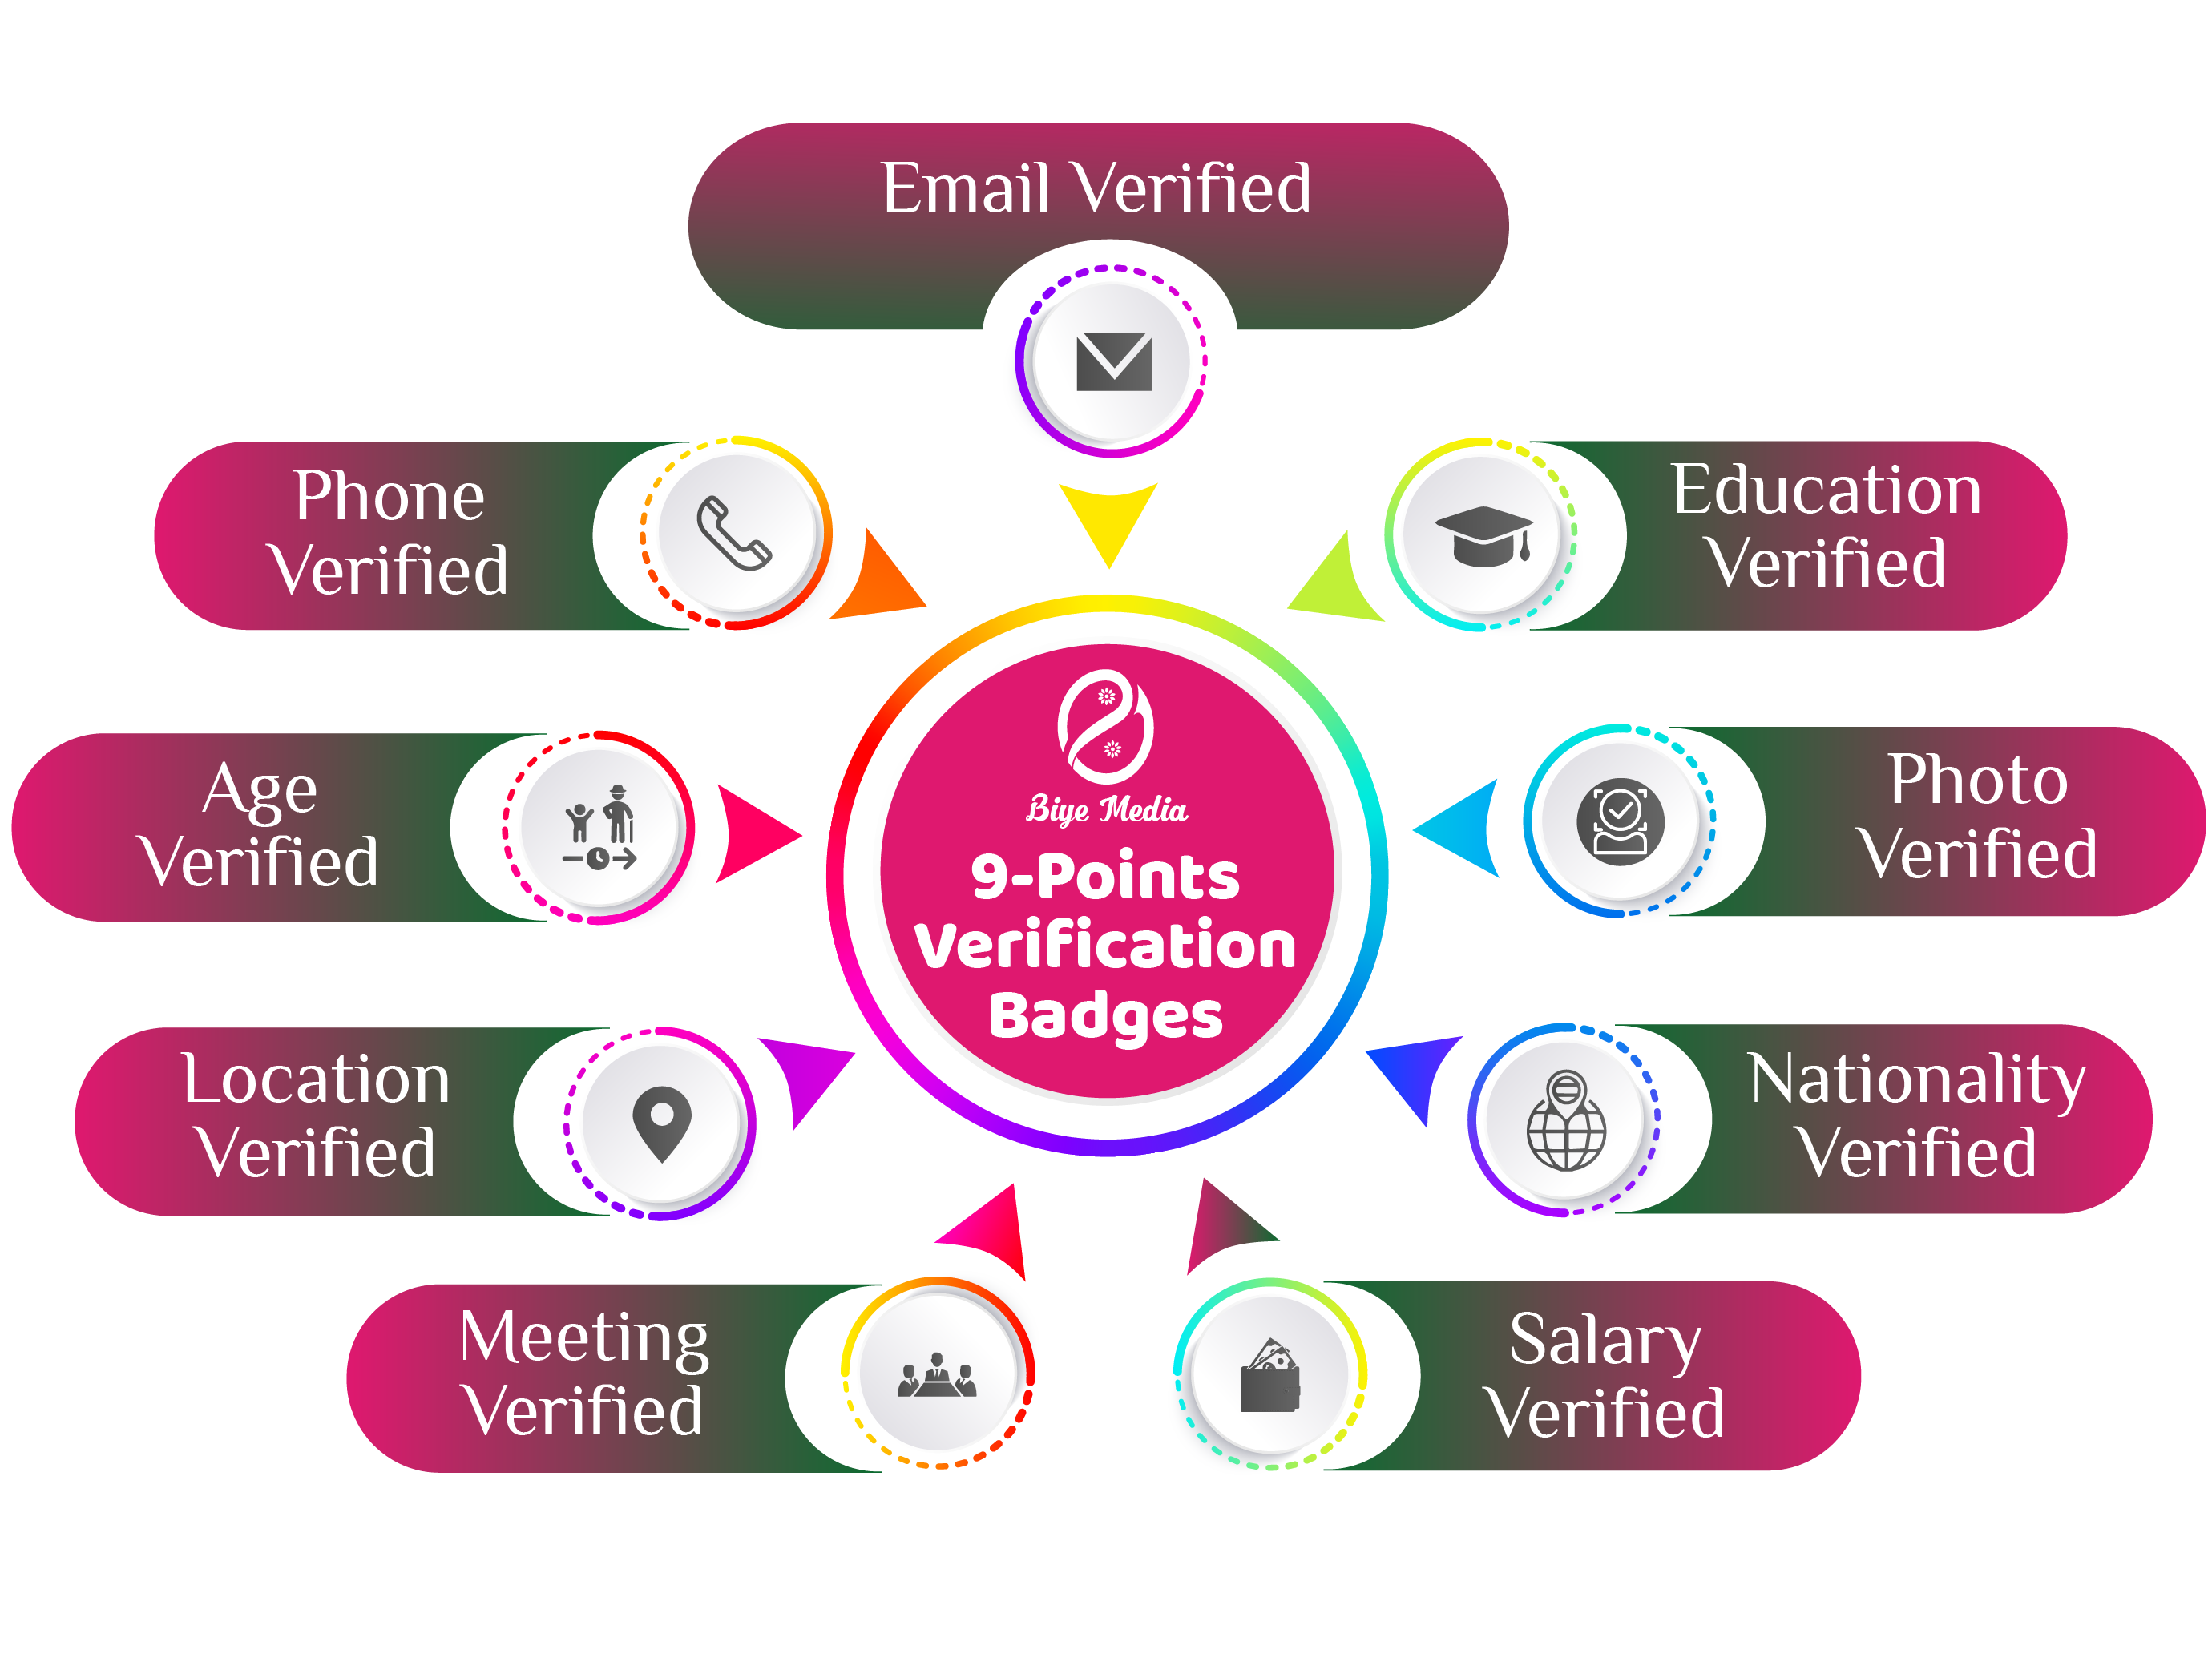 Email Verified
Phone
Verified
Education
Verified
Age
Verified
Photo
Verified
Biye Media
9-Points
Verification
Badges
Location
Verified
Nationality
Verified
Meeting
Verified
Salary
Verified